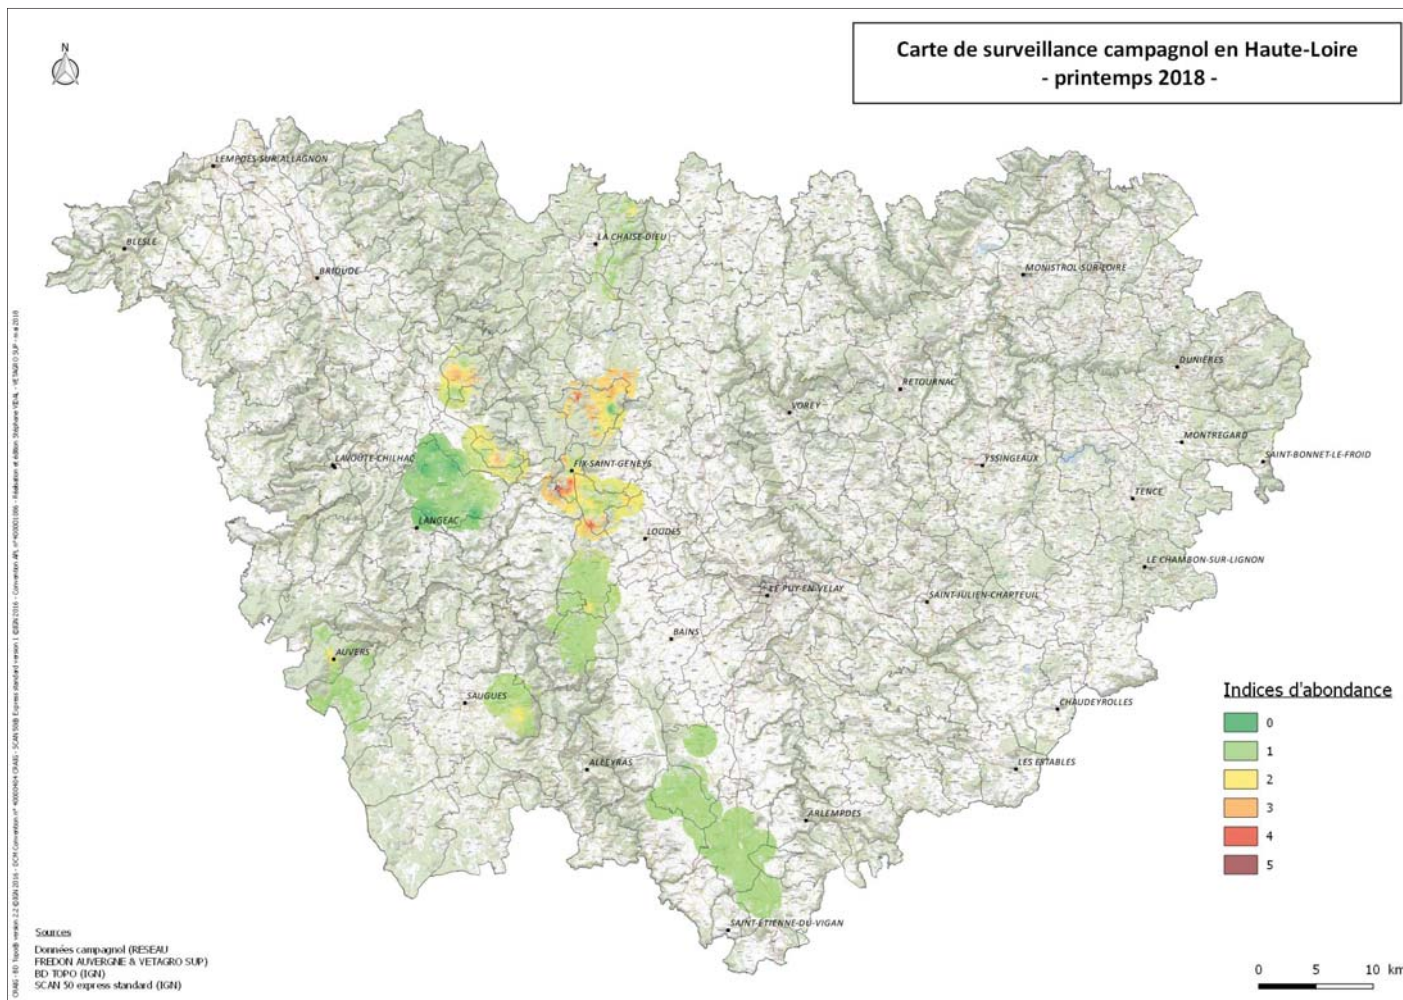 Carte de surveillance campagnol en Haute-Loire
- printemps 2018 -
N
LEMPDES-SUR-ALLAGNON
BLESLE
LA CHAISE-DIEU
BRIOUDE
MONISTROL-SUR-LOIRE
DUNIÈRES
RETOURNAC
VOREY
MONTREGARD
LAVOUTE-CHILHAC
FIX-SAINT-GENEYS
YSSINGEAUX
SAINT-BONNET-LE-FROID
TENCE
LANGEAC
LOUDES
LE CHAMBON-SUR-LIGNON
LE PUY-EN-VELAY
SAINT-JULIEN-CHAPTEUIL
BAINS
AUVERS
SAUGUES
CHAUDEYROLLES
ALLEYRAS
LES ESTABLES
ARLEMPDES
SAINT-ETIENNE-DU-VIGAN
Indices d'abondance
0
1
2
3
4
5
Sources
Données campagnol (RESEAU
FREDON AUVERGNE & VETAGRO SUP)
BD TOPO (IGN)
SCAN 50 express standard (IGN)
0 5 10 km